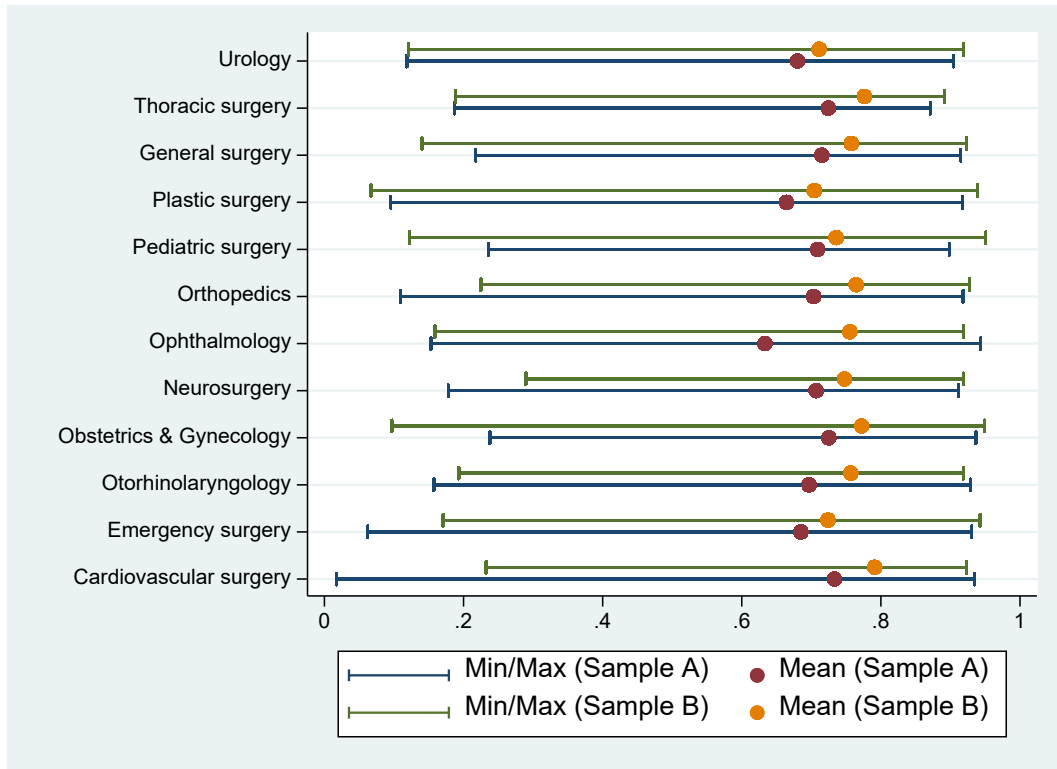 Urology
Thoracic surgery
General surgery
Plastic surgery
Pediatric surgery
Orthopedics
Ophthalmology
Neurosurgery
Obstetrics & Gynecology
Otorhinolaryngology
Emergency surgery
Cardiovascular surgery
0 .2 .4 .6 .8 1
Min/Max (Sample A) Mean (Sample A)
Min/Max (Sample B) Mean (Sample B)